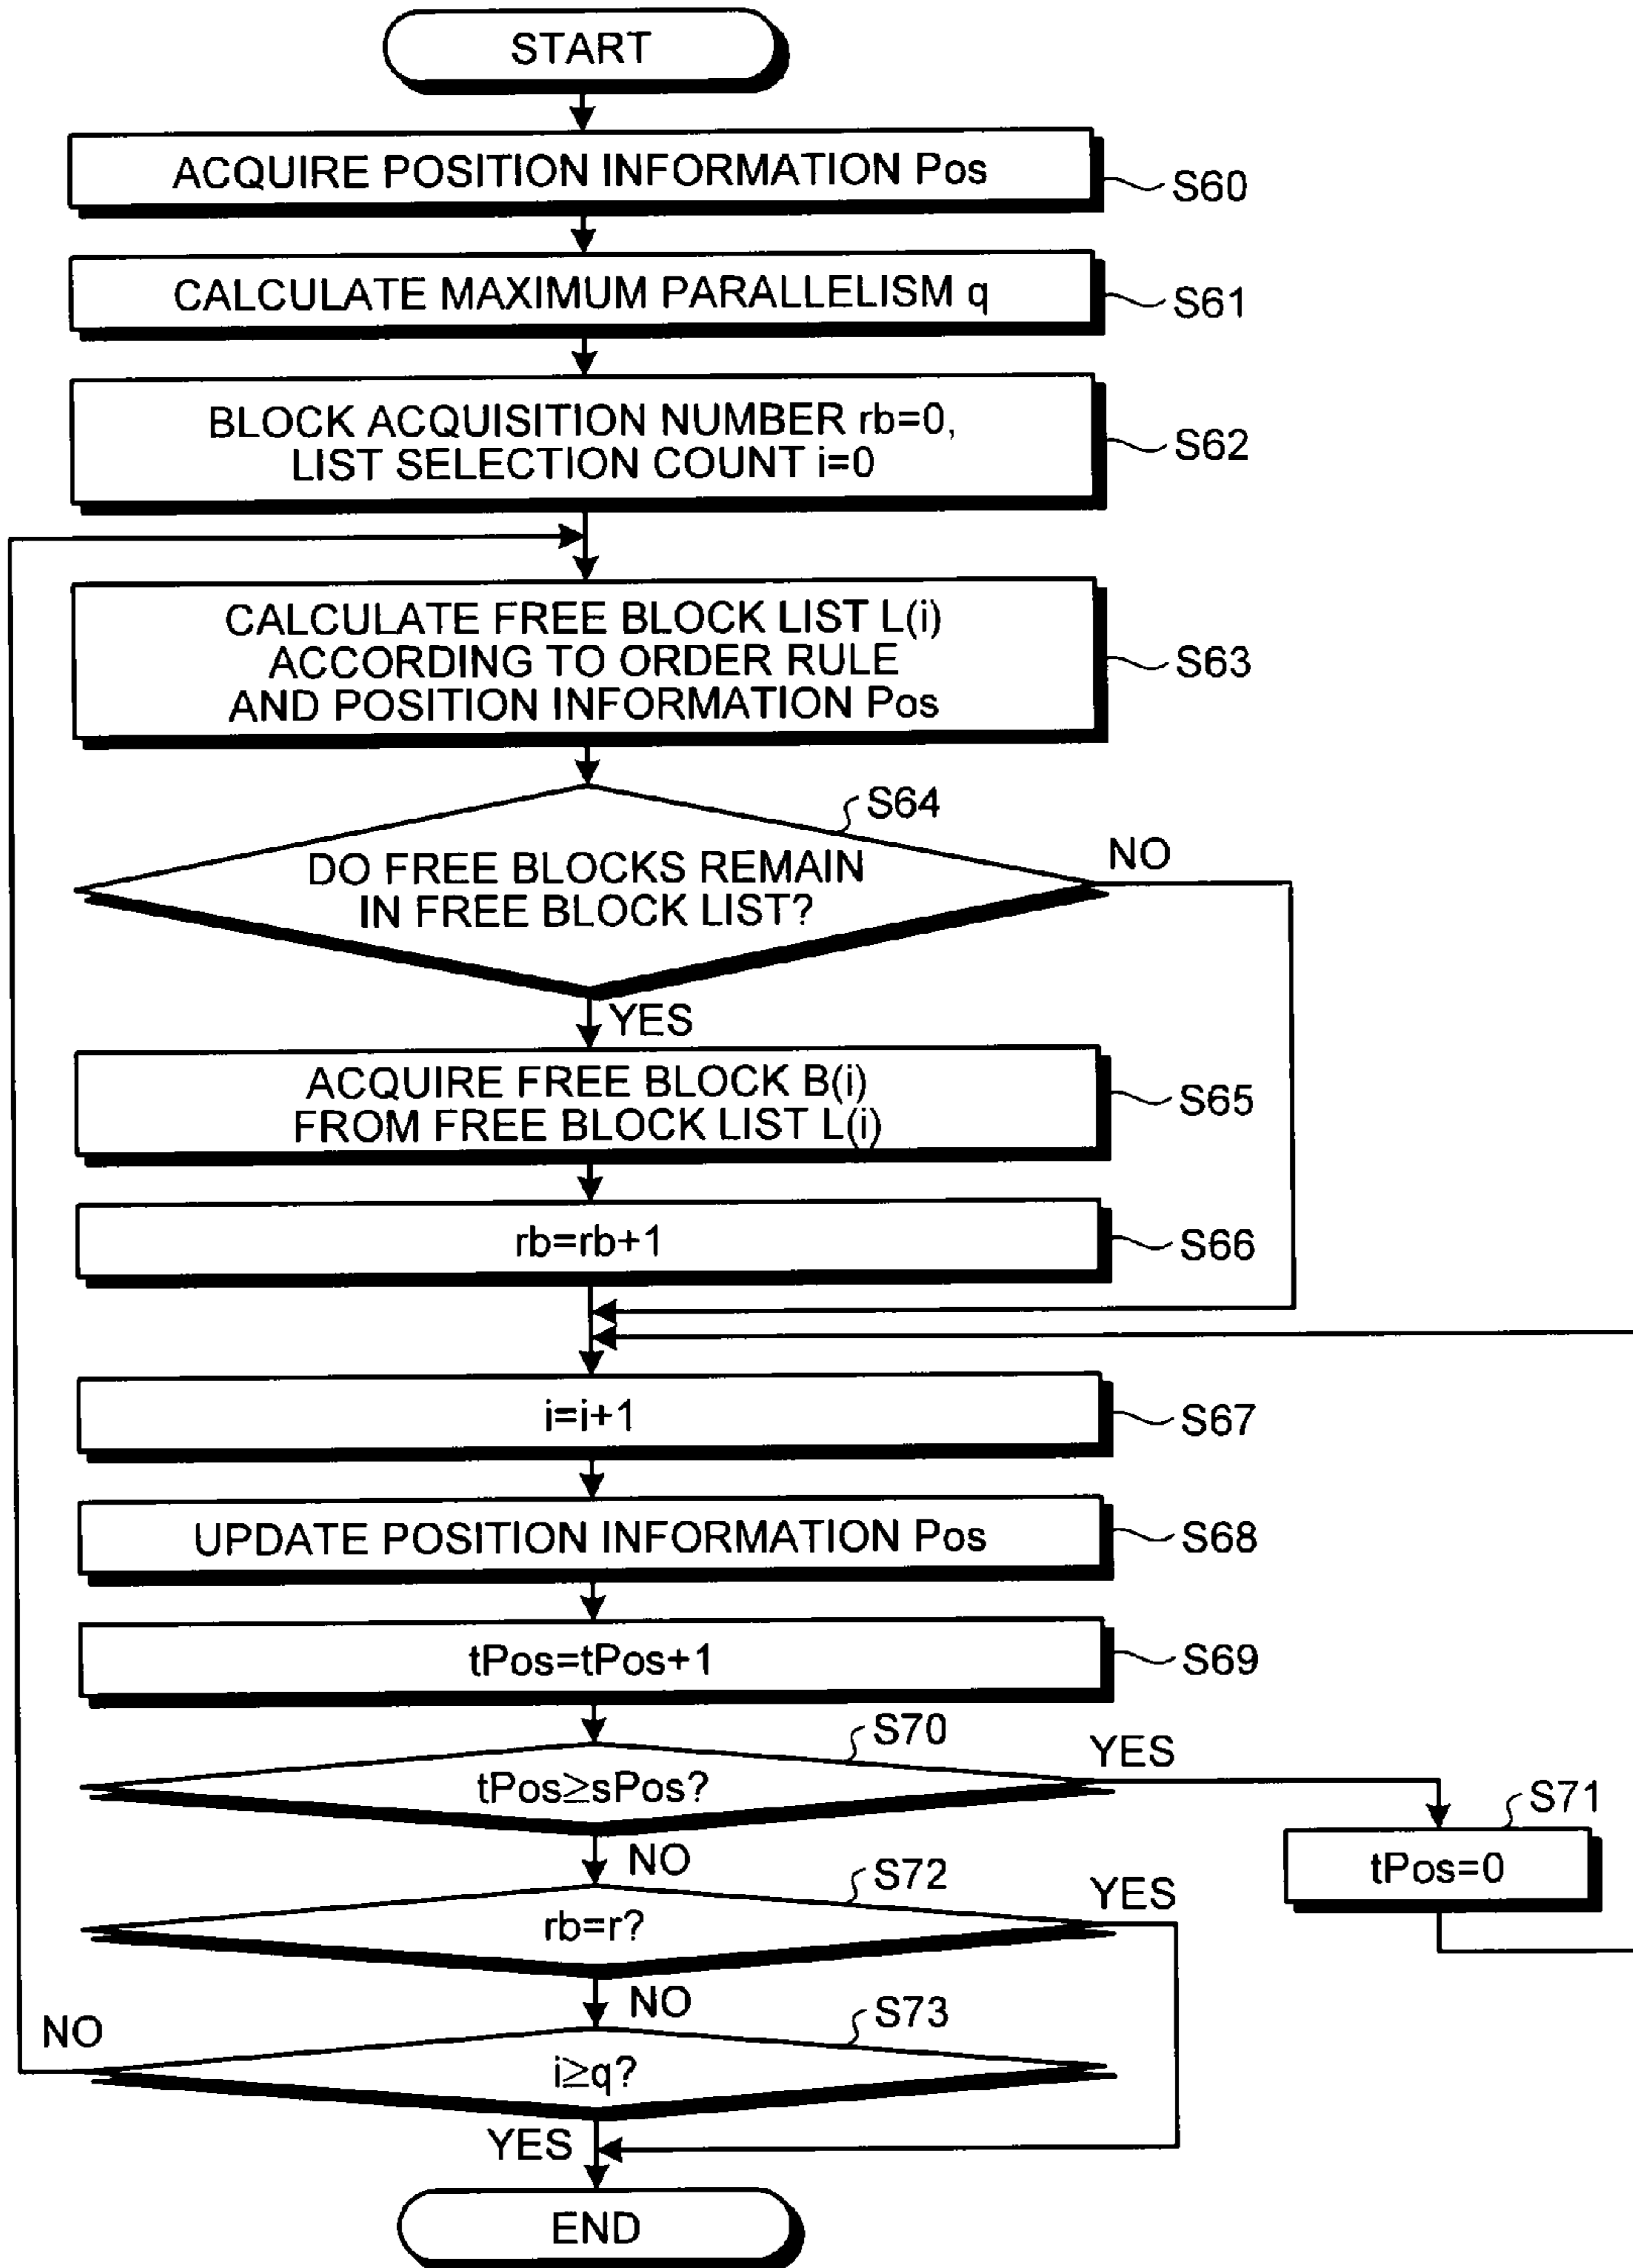 START
ACQUIRE POSITION INFORMATION Pos
S60
CALCULATE MAXIMUM PARALLELISM q
S61
BLOCK ACQUISITION NUMBER rb=0,
LIST SELECTION COUNT i=0
S62
CALCULATE FREE BLOCK LIST L(i)
ACCORDING TO ORDER RULE
AND POSITION INFORMATION Pos
S63
S64
DO FREE BLOCKS REMAIN
IN FREE BLOCK LIST?
NO
YES
ACQUIRE FREE BLOCK B(i)
FROM FREE BLOCK LIST L(i)
S65
rb=rb+1
S66
i=i+1
S67
UPDATE POSITION INFORMATION Pos
S68
tPos=tPos+1
S69
S70
tPos≥sPos?
YES
S71
tPos=0
NO
S72
rb=r?
YES
NO
S73
i≥q?
NO
YES
END